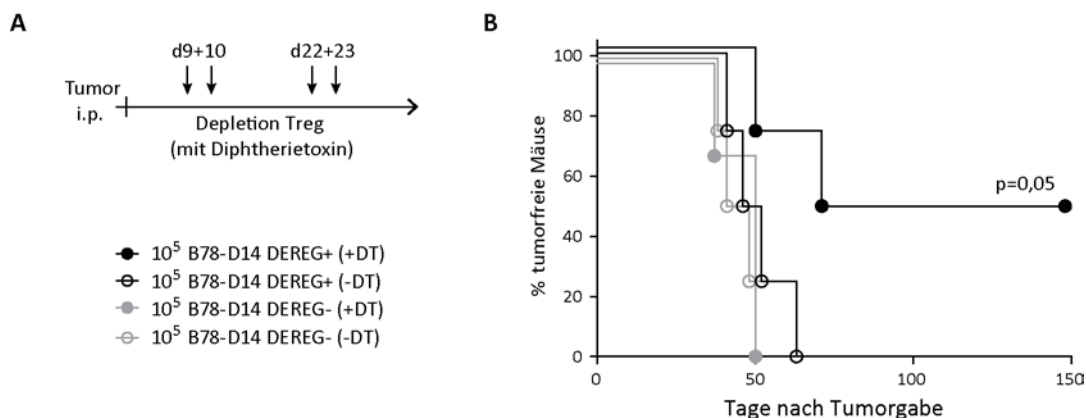 A
d9+10 d22+23
Tumor
i.p.
Depletion Treg
(mit Diphtherietoxin)
10⁵ B78-D14 DEREG+ (+DT)
10⁵ B78-D14 DEREG+ (-DT)
10⁵ B78-D14 DEREG- (+DT)
10⁵ B78-D14 DEREG- (-DT)
B
% tumorfreie Mäuse
100
80
60
40
20
0
p=0,05
0 50 100 150
Tage nach Tumorgabe